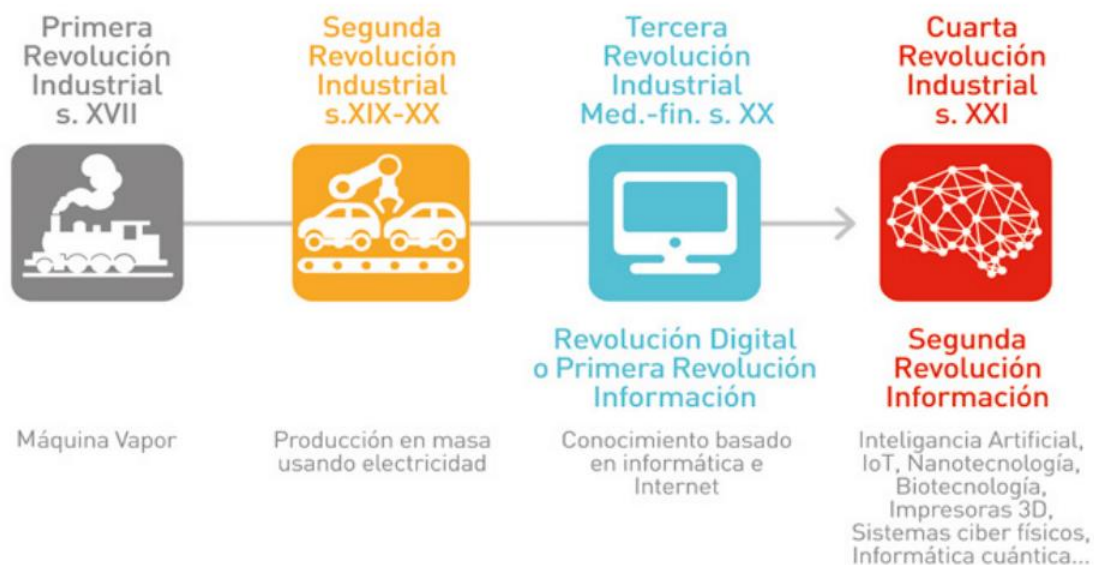 Primera
Revolución
Industrial
s. XVII
Segunda
Revolución
Industrial
s.XIX-XX
Tercera
Revolución
Industrial
Med.-fin. s. XX
Cuarta
Revolución
Industrial
s. XXI
Revolución Digital
o Primera Revolución
Información
Segunda
Revolución
Información
Máquina Vapor
Producción en masa
usando electricidad
Conocimiento basado
en informática e
Internet
Inteligancia Artificial,
IoT, Nanotecnología,
Biotecnología,
Impresoras 3D,
Sistemas ciber físicos,
Informática cuántica...